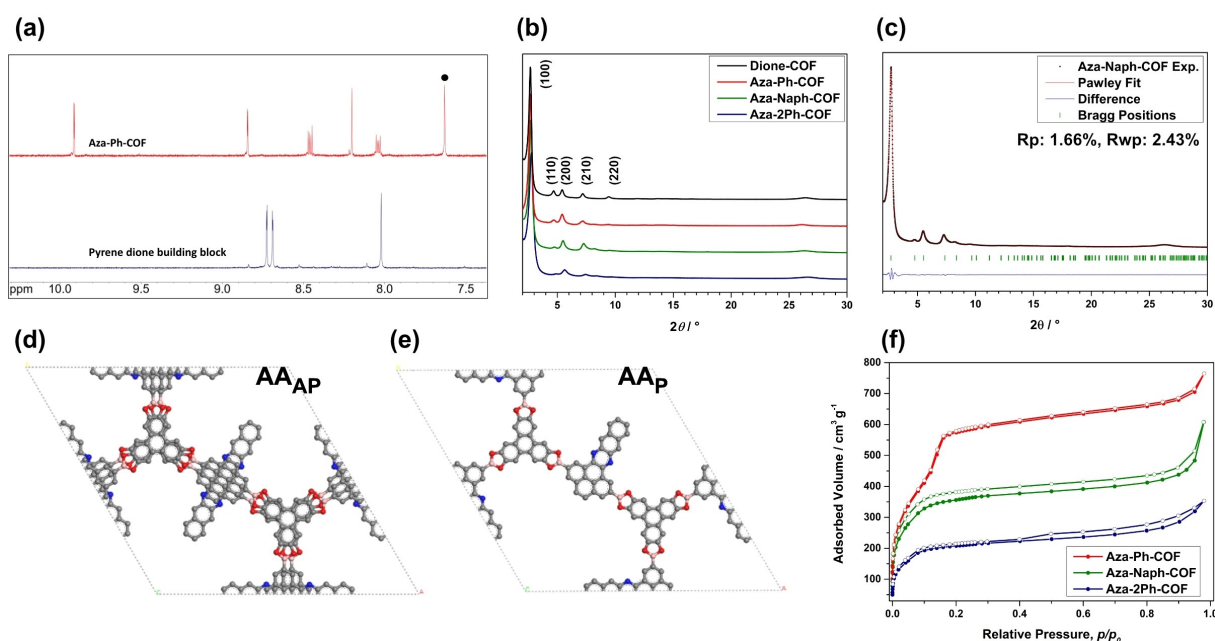 (a)
Aza-Ph-COF
Pyrene dione building block
ppm 10.0 9.5 9.0 8.5 8.0 7.5
(b)
(100)
(110)
(200)
(210)
(220)
Dione-COF
Aza-Ph-COF
Aza-Naph-COF
Aza-2Ph-COF
5 10 15 20 25 30
2θ / °
(c)
Aza-Naph-COF Exp.
Pawley Fit
Difference
Bragg Positions
Rp: 1.66%, Rwp: 2.43%
5 10 15 20 25 30
2θ / °
(d)
AA_AP
(e)
AA_P
(f)
800
700
600
500
400
300
200
100
Adsorbed Volume / cm³ g⁻¹
Aza-Ph-COF
Aza-Naph-COF
Aza-2Ph-COF
0.0 0.2 0.4 0.6 0.8 1.0
Relative Pressure, p/p₀